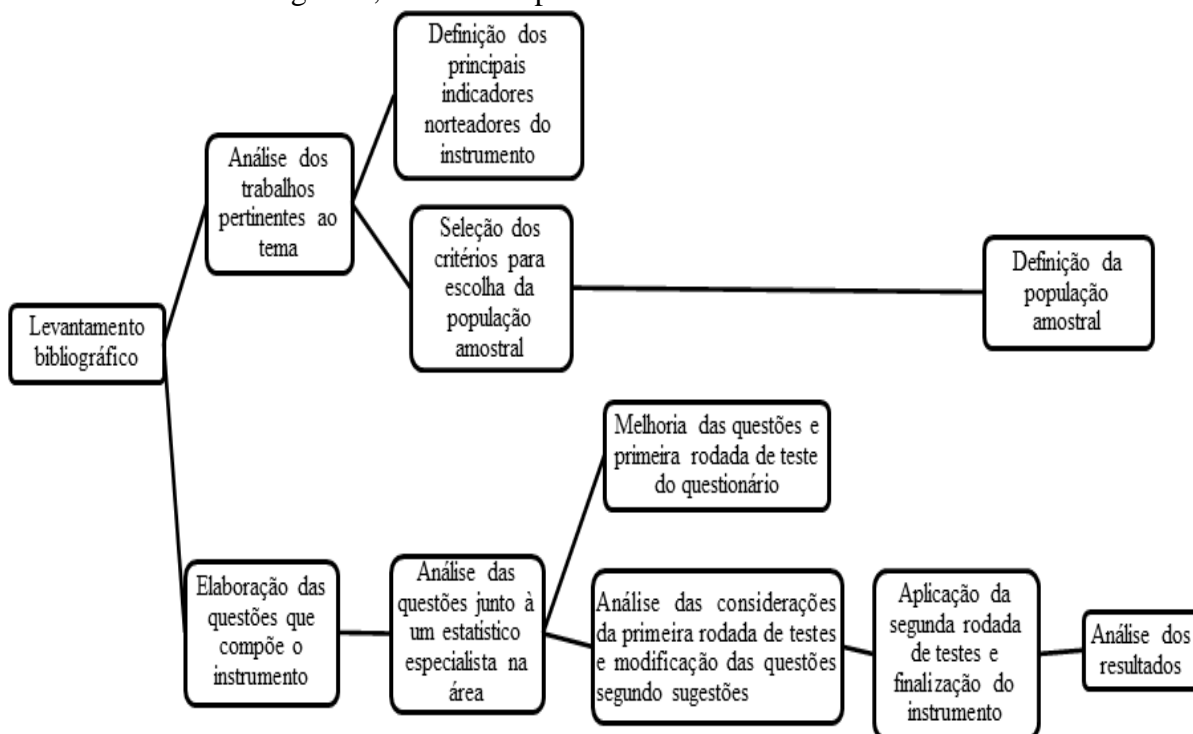 Definição dos
principais
indicadores
norteadores do
instrumento
Análise dos
trabalhos
pertinentes ao
tema
Seleção dos
critérios para
escolha da
população
amostral
Definição da
população
amostral
Levantamento
bibliográfico
Melhoria das questões e
primeira rodada de teste
do questionário
Elaboração das
questões que
compõe o
instrumento
Análise das
questões junto à
um estatístico
especialista na
área
Análise das considerações
da primeira rodada de testes
e modificação das questões
segundo sugestões
Aplicação da
segunda rodada
de testes e
finalização do
instrumento
Análise dos
resultados